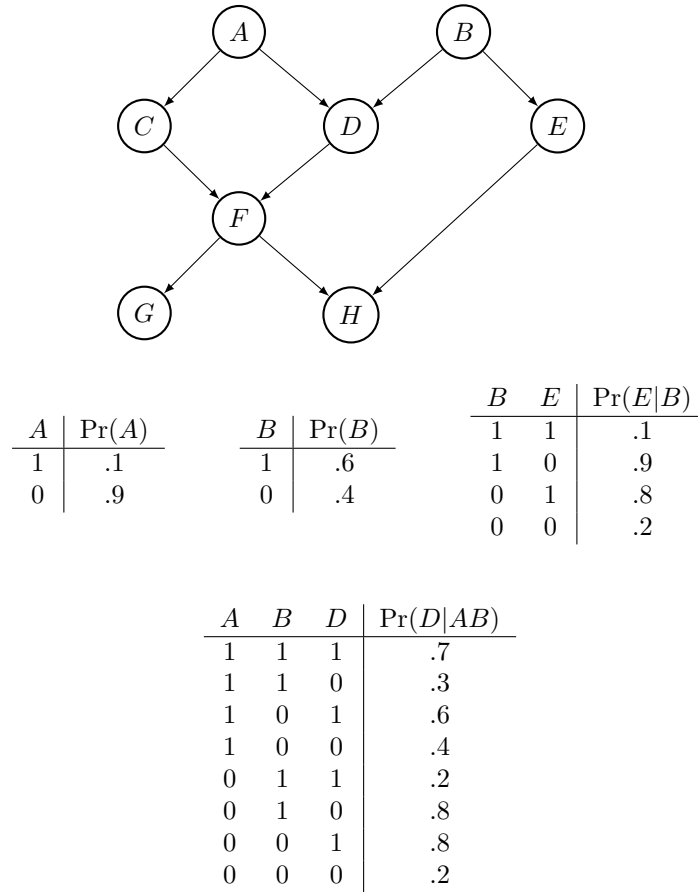 A B
C D E
F
G H
B E Pr(E|B)
A Pr(A) B Pr(B) 1 1 .1
1 .1 1 .6 1 0 .9
0 .9 0 .4 0 1 .8
0 0 .2
A B D Pr(D|AB)
1 1 1 .7
1 1 0 .3
1 0 1 .6
1 0 0 .4
0 1 1 .2
0 1 0 .8
0 0 1 .8
0 0 0 .2